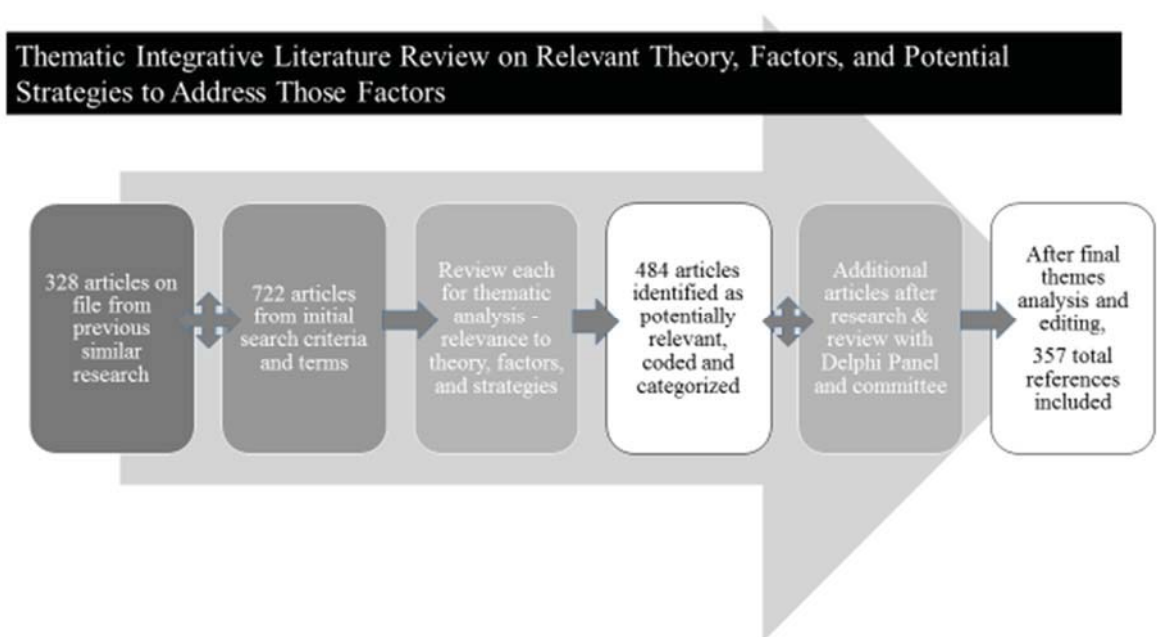 Thematic Integrative Literature Review on Relevant Theory, Factors, and Potential
Strategies to Address Those Factors
328 articles on
file from
previous
similar
research
722 articles
from initial
search criteria
and terms
Review each
for thematic
analysis -
relevance to
theory, factors,
and strategies
484 articles
identified as
potentially
relevant,
coded and
categorized
Additional
articles after
research &
review with
Delphi Panel
and committee
After final
themes
analysis and
editing,
357 total
references
included